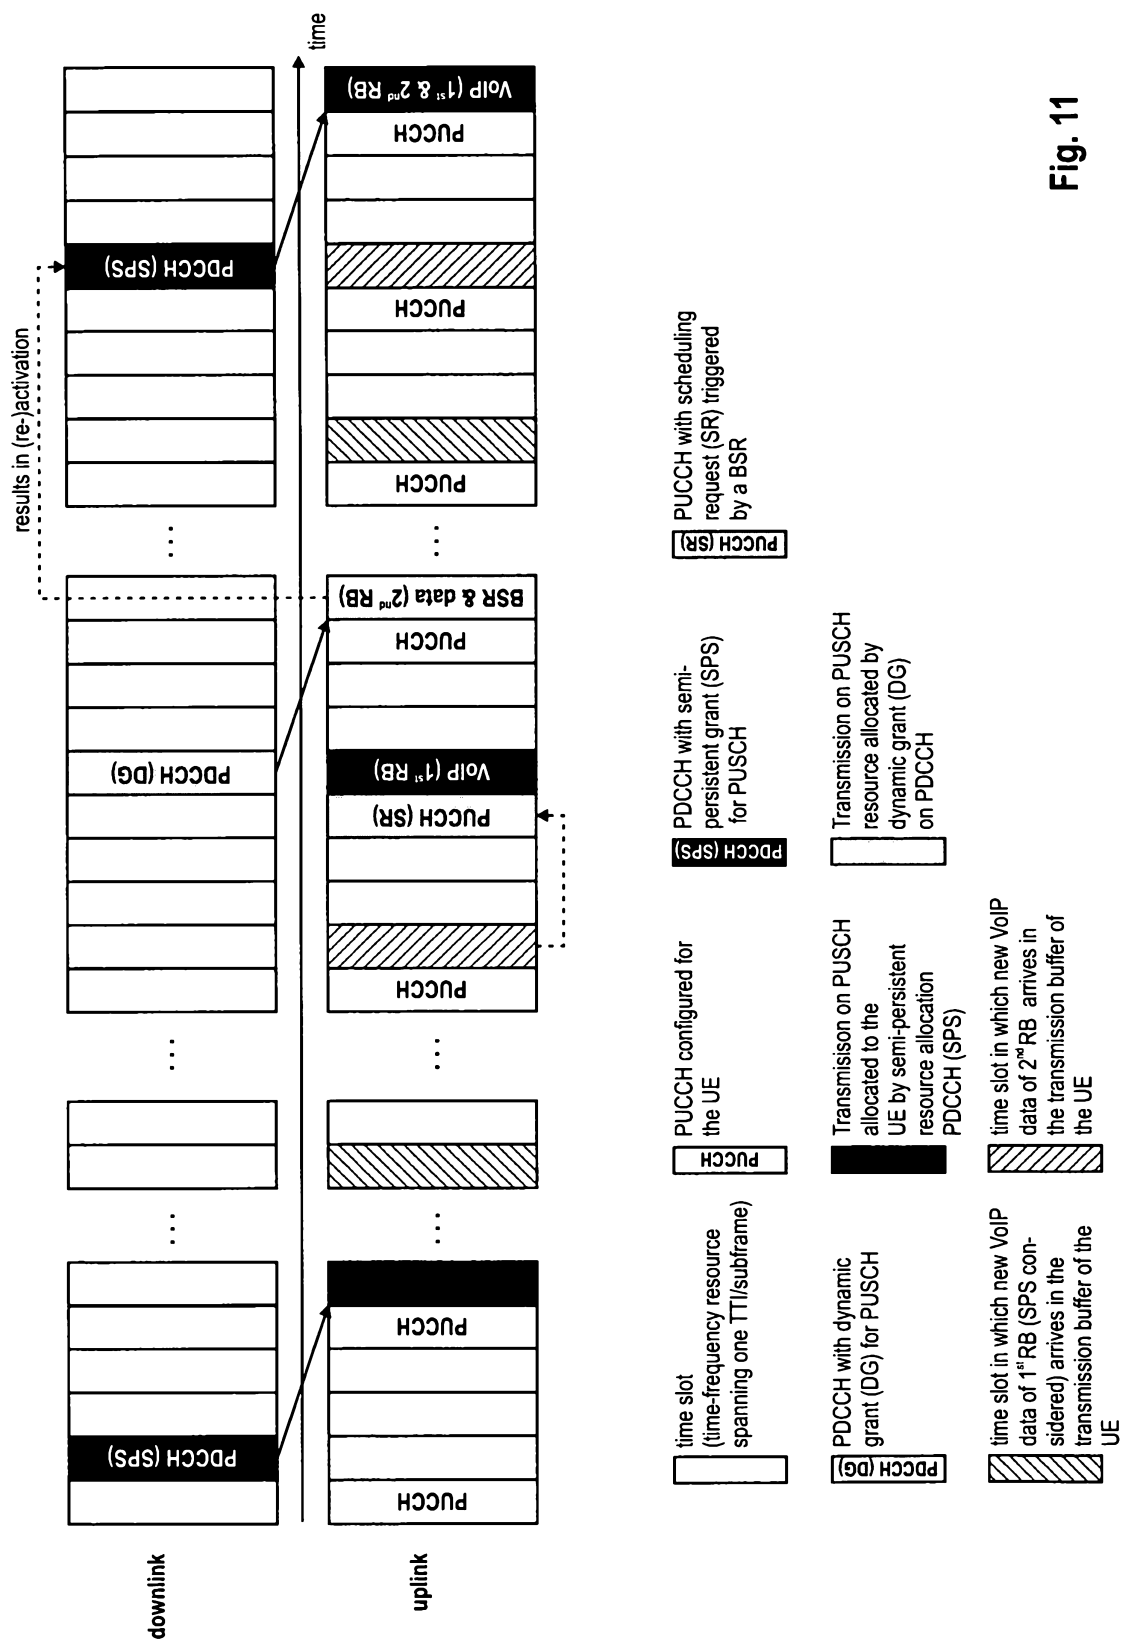 results in (re-)activation
downlink
PDCCH (SPS)
...
...
PDCCH (DG)
...
PDCCH (SPS)
time
uplink
PUCCH
PUCCH
...
...
PUCCH
PUCCH (SR)
VoIP (1st RB)
PUCCH
BSR & data (2nd RB)
...
PUCCH
PUCCH
PUCCH
VoIP (1st & 2nd RB)
time slot
(time-frequency resource
spanning one TTI/subframe)
PUCCH
PUCCH configured for
the UE
PDCCH (SPS)
PDCCH with semi-
persistent grant (SPS)
for PUSCH
PUCCH (SR)
PUCCH with scheduling
request (SR) triggered
by a BSR
PDCCH (DG)
PDCCH with dynamic
grant (DG) for PUSCH
Transmisison on PUSCH
allocated to the
UE by semi-persistent
resource allocation
PDCCH (SPS)
Transmission on PUSCH
resource allocated by
dynamic grant (DG)
on PDCCH
time slot in which new VoIP
data of 1st RB (SPS con-
sidered) arrives in the
transmission buffer of the
UE
time slot in which new VoIP
data of 2nd RB arrives in
the transmission buffer of
the UE
Fig. 11